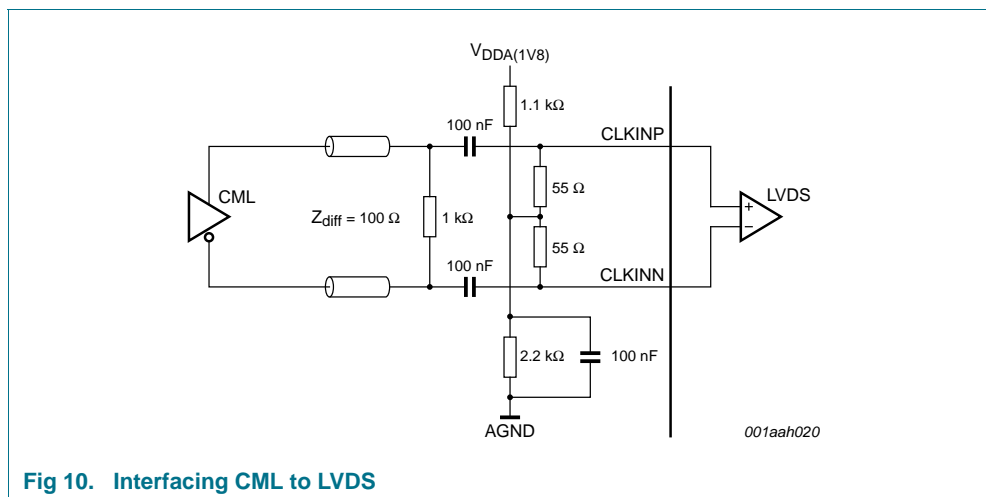 VDDA(1V8)
1.1 kΩ
100 nF
CLKINP
CML
55 Ω
LVDS
Zdiff = 100 Ω
1 kΩ
+
−
55 Ω
100 nF
CLKINN
2.2 kΩ
100 nF
AGND
001aah020
Fig 10. Interfacing CML to LVDS